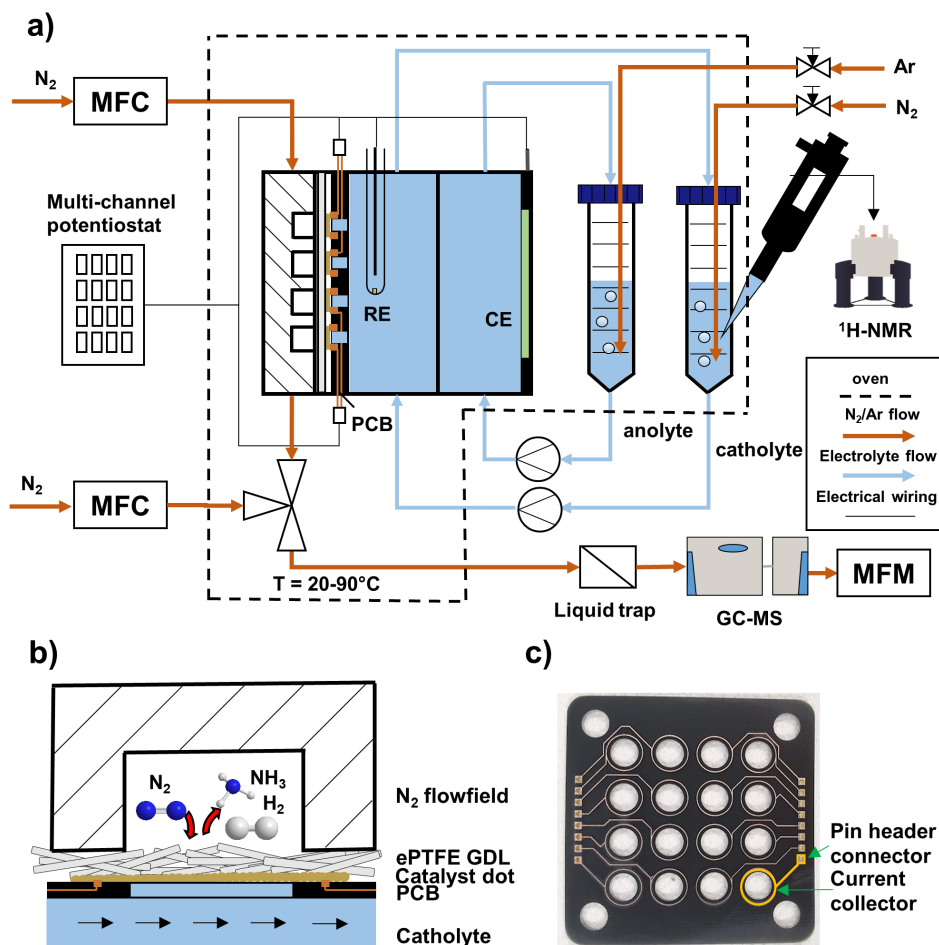 a)
N₂
MFC
Ar
N₂
Multi-channel
potentiostat
RE
CE
¹H-NMR
PCB
anolyte
catholyte
oven
N₂/Ar flow
Electrolyte flow
Electrical wiring
N₂
MFC
T = 20-90°C
Liquid trap
GC-MS
MFM
b)
N₂
NH₃
H₂
N₂ flowfield
ePTFE GDL
Catalyst dot
PCB
Catholyte
c)
Pin header
connector
Current
collector